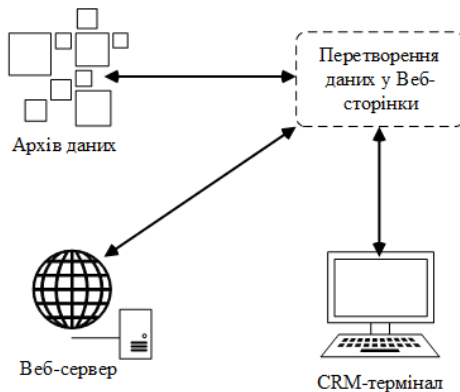 Перетворення
даних у Веб-
сторінки
Архів даних
Веб-сервер
CRM-термінал